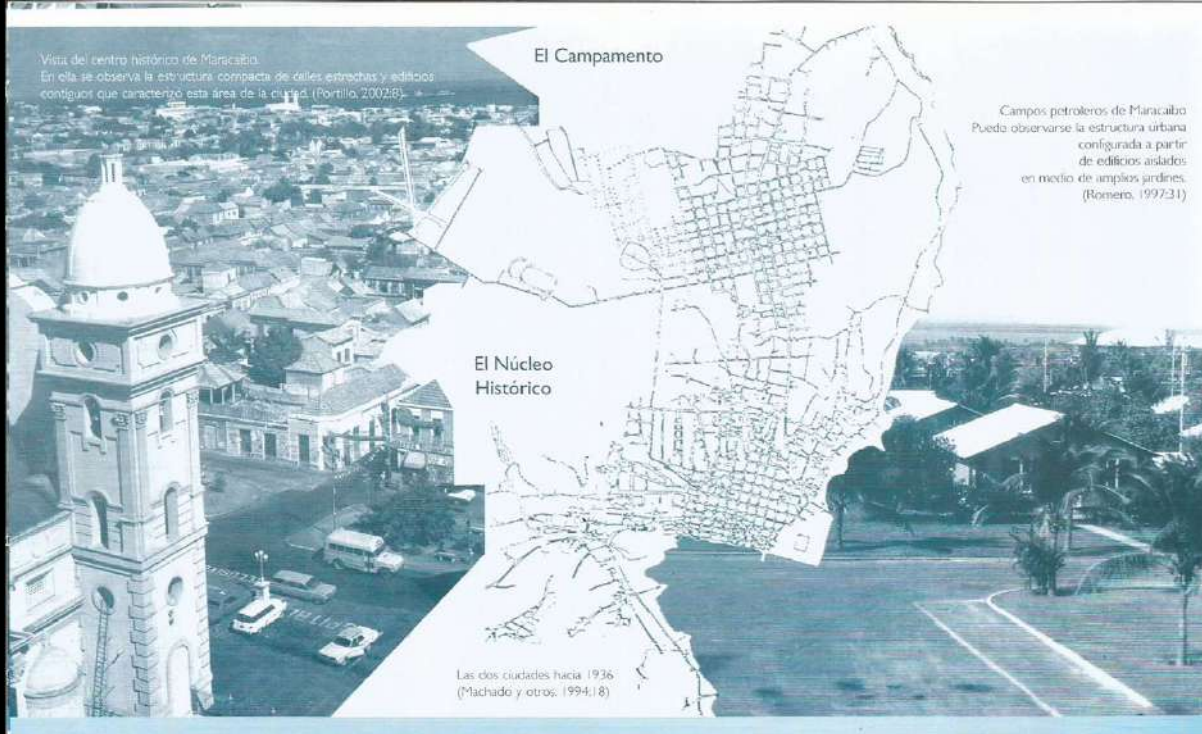 Vista del centro histórico de Maracaibo.
En ella se observa la estructura compacta de calles estrechas y edificios
contiguos que caracterizó esta área de la ciudad. (Portillo, 2002:8).
El Campamento
Campos petroleros de Maracaibo
Puede observarse la estructura urbana
configurada a partir
de edificios aislados
en medio de amplios jardines.
(Romero, 1997:31)
El Núcleo
Histórico
Las dos ciudades hacia 1936
(Machado y otros, 1994:18)